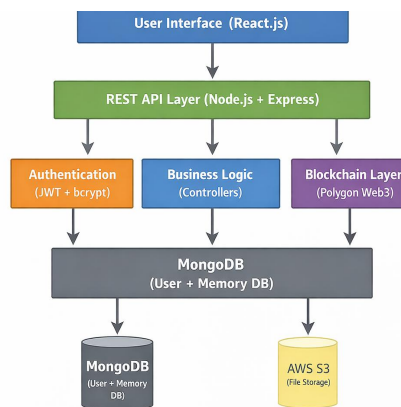 User Interface (React.js)
REST API Layer (Node.js + Express)
Authentication
(JWT + bcrypt)
Business Logic
(Controllers)
Blockchain Layer
(Polygon Web3)
MongoDB
(User + Memory DB)
MongoDB
(User + Memory
DB)
AWS S3
(File Storage)